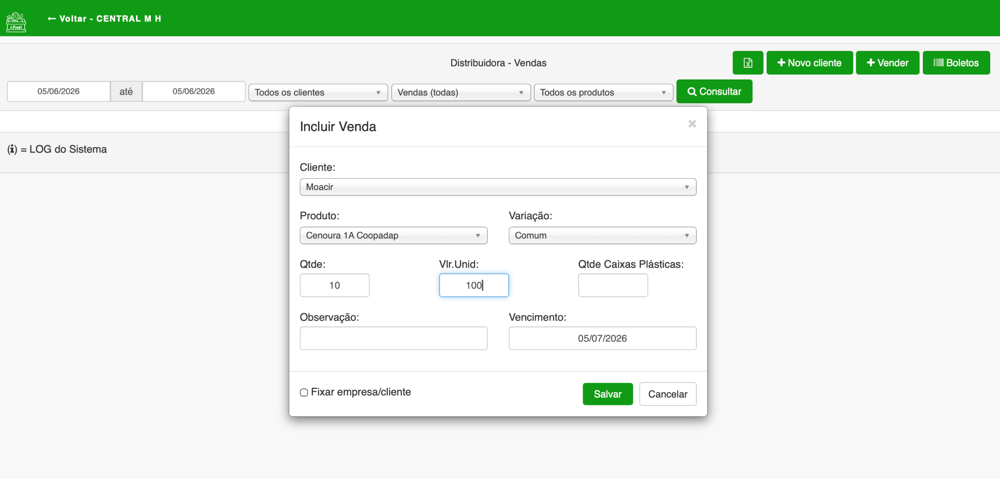 i-Fruti
← Voltar - CENTRAL M H
Distribuidora - Vendas
Novo cliente
Vender
Boletos
05/06/2026 até 05/06/2026 Todos os clientes Vendas (todas) Todos os produtos Consultar
Incluir Venda ×
(i) = LOG do Sistema
Cliente:
Moacir
Produto: Variação:
Cenoura 1A Coopadap Comum
Qtde: Vlr.Unid: Qtde Caixas Plásticas:
10 100
Observação: Vencimento:
05/07/2026
Fixar empresa/cliente Salvar Cancelar